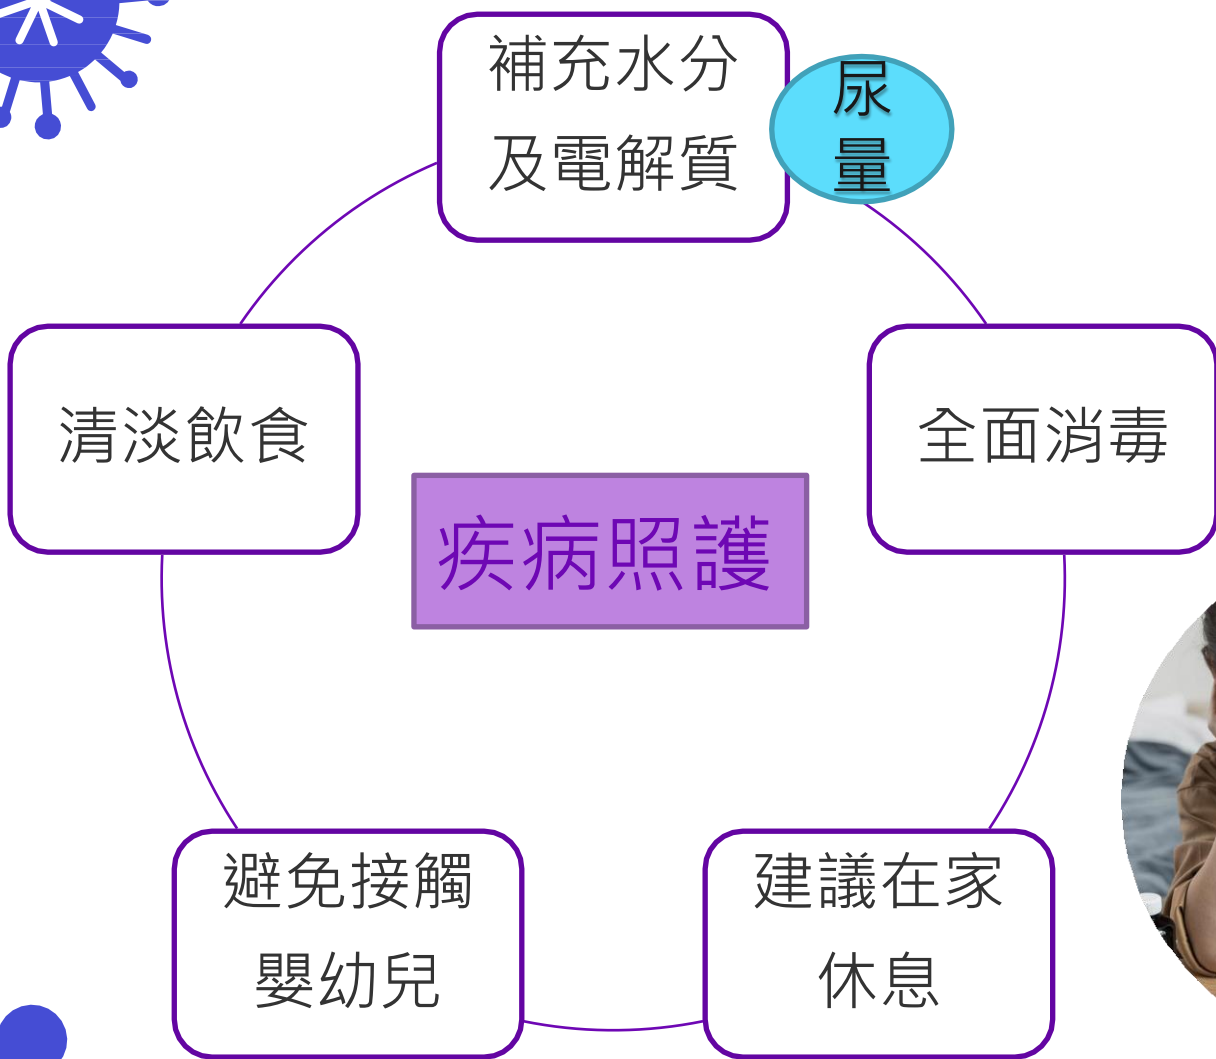 補充水分
及電解質
尿
量
清淡飲食
全面消毒
疾病照護
避免接觸
嬰幼兒
建議在家
休息